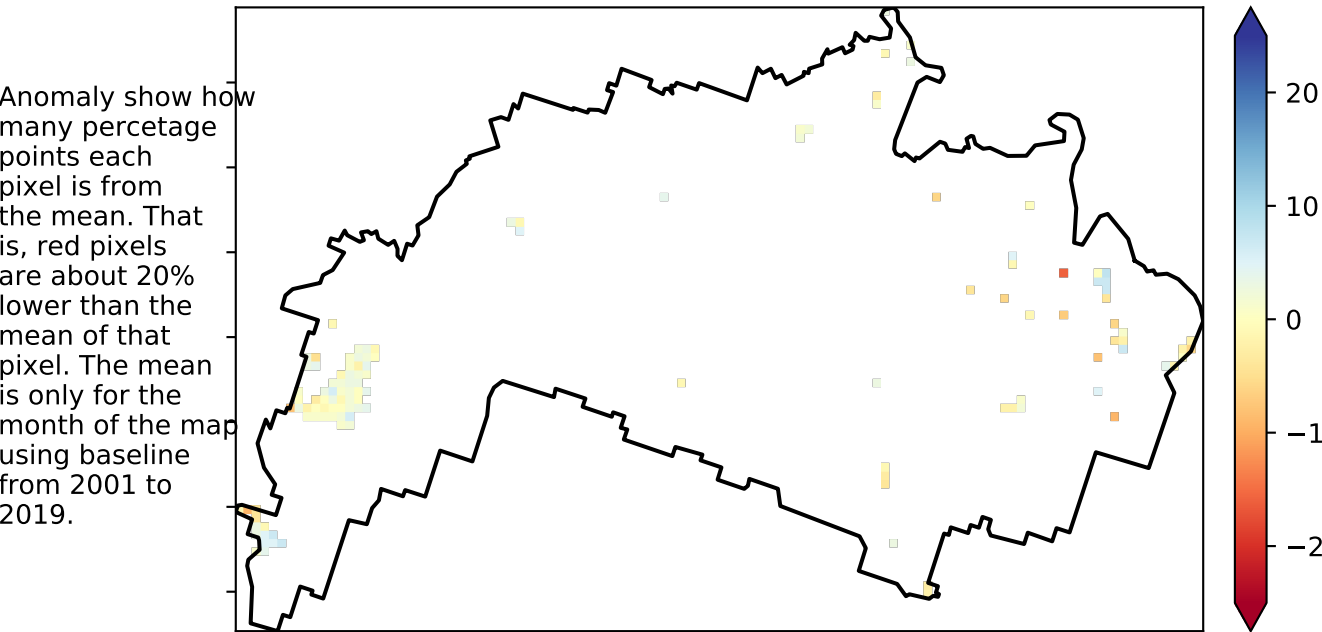 Anomaly show how
many percetage
points each
pixel is from
the mean. That
is, red pixels
are about 20%
lower than the
mean of that
pixel. The mean
is only for the
month of the map
using baseline
from 2001 to
2019.
20
10
0
−1
−2